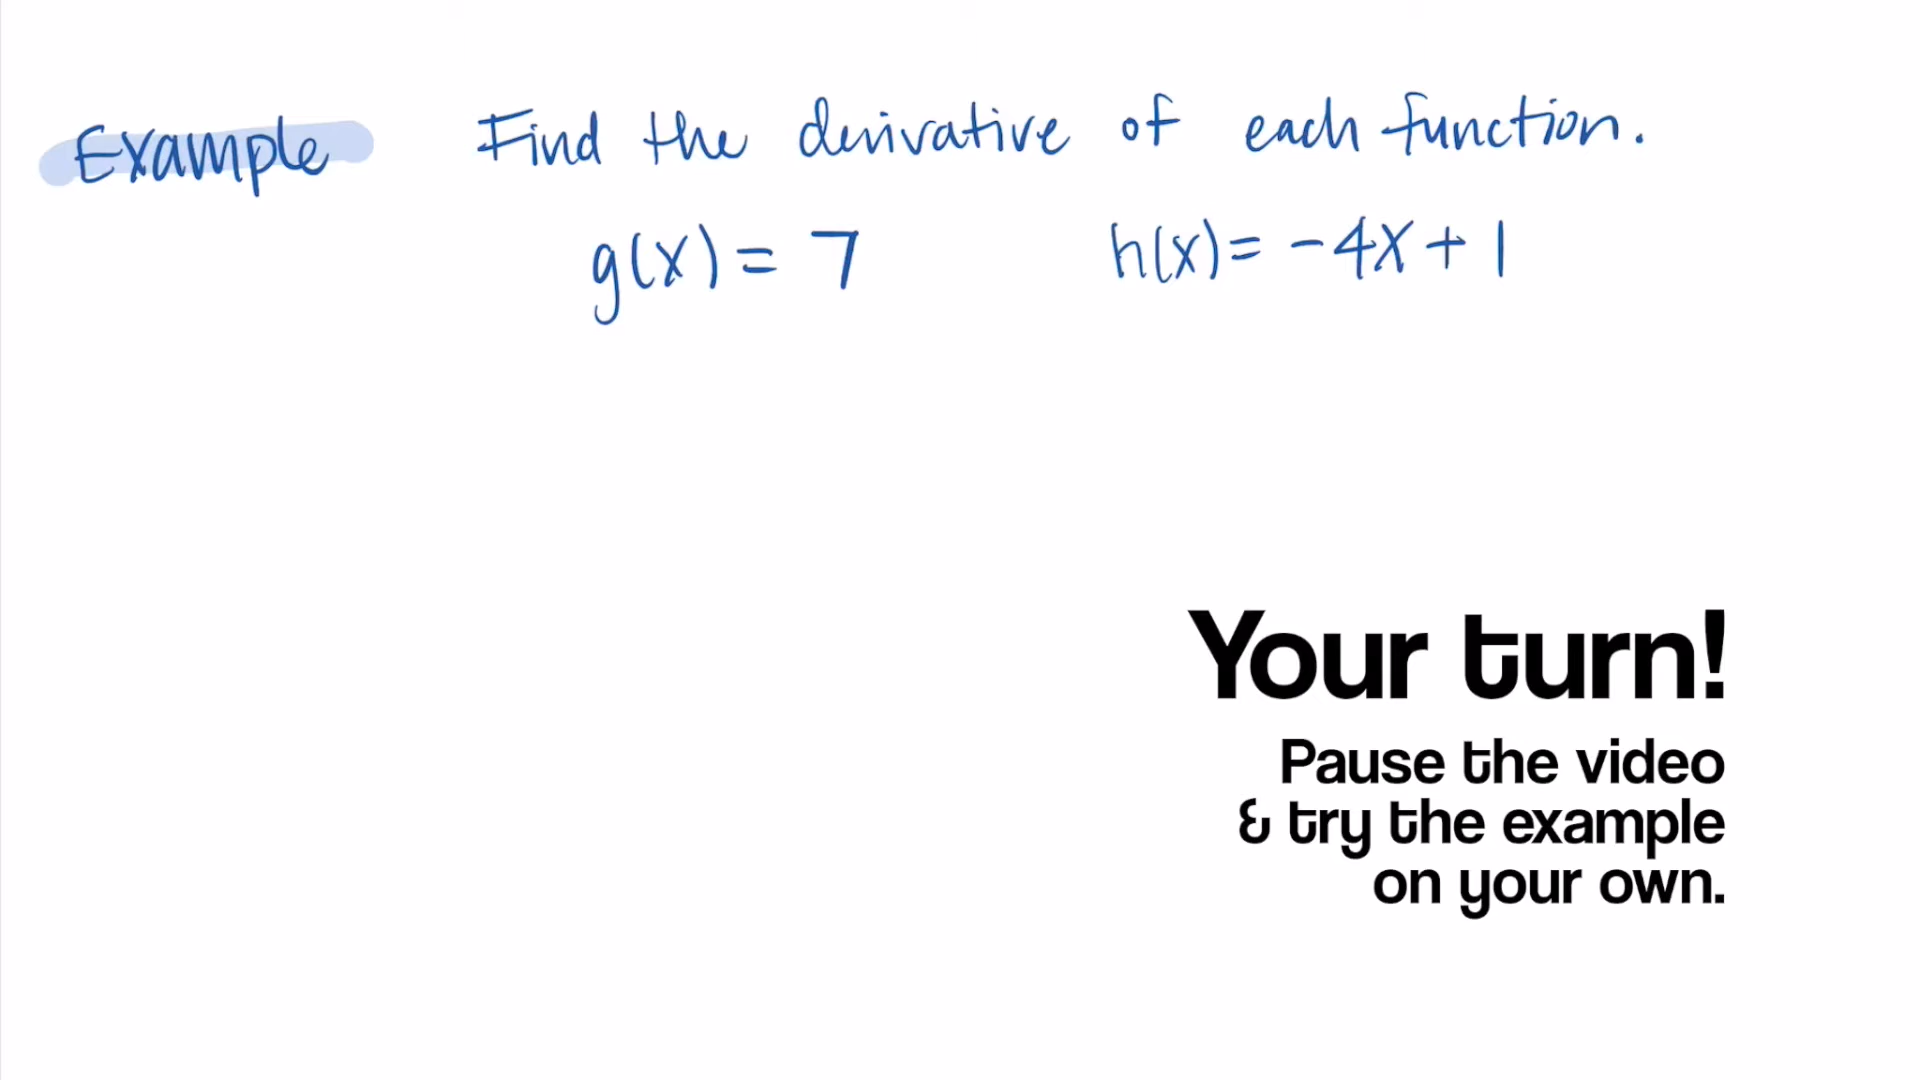 Example Find the derivative of each function.
g(x) = 7 h(x) = -4x + 1
Your turn!
Pause the video
& try the example
on your own.